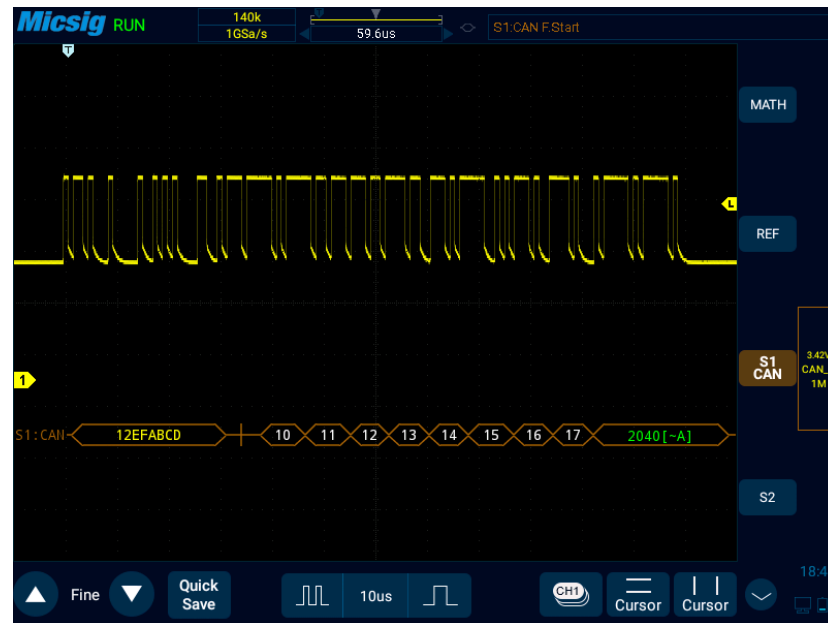 Micsig RUN 140k 1GSa/s 59.6us S1:CAN F.Start
T
MATH
L
REF
1
S1 CAN
3.42V
CAN_
1M
S1:CAN 12EFABCD 10 11 12 13 14 15 16 17 2040[~A]
S2
18:4
Fine
Quick Save
10us
CH1
Cursor
Cursor